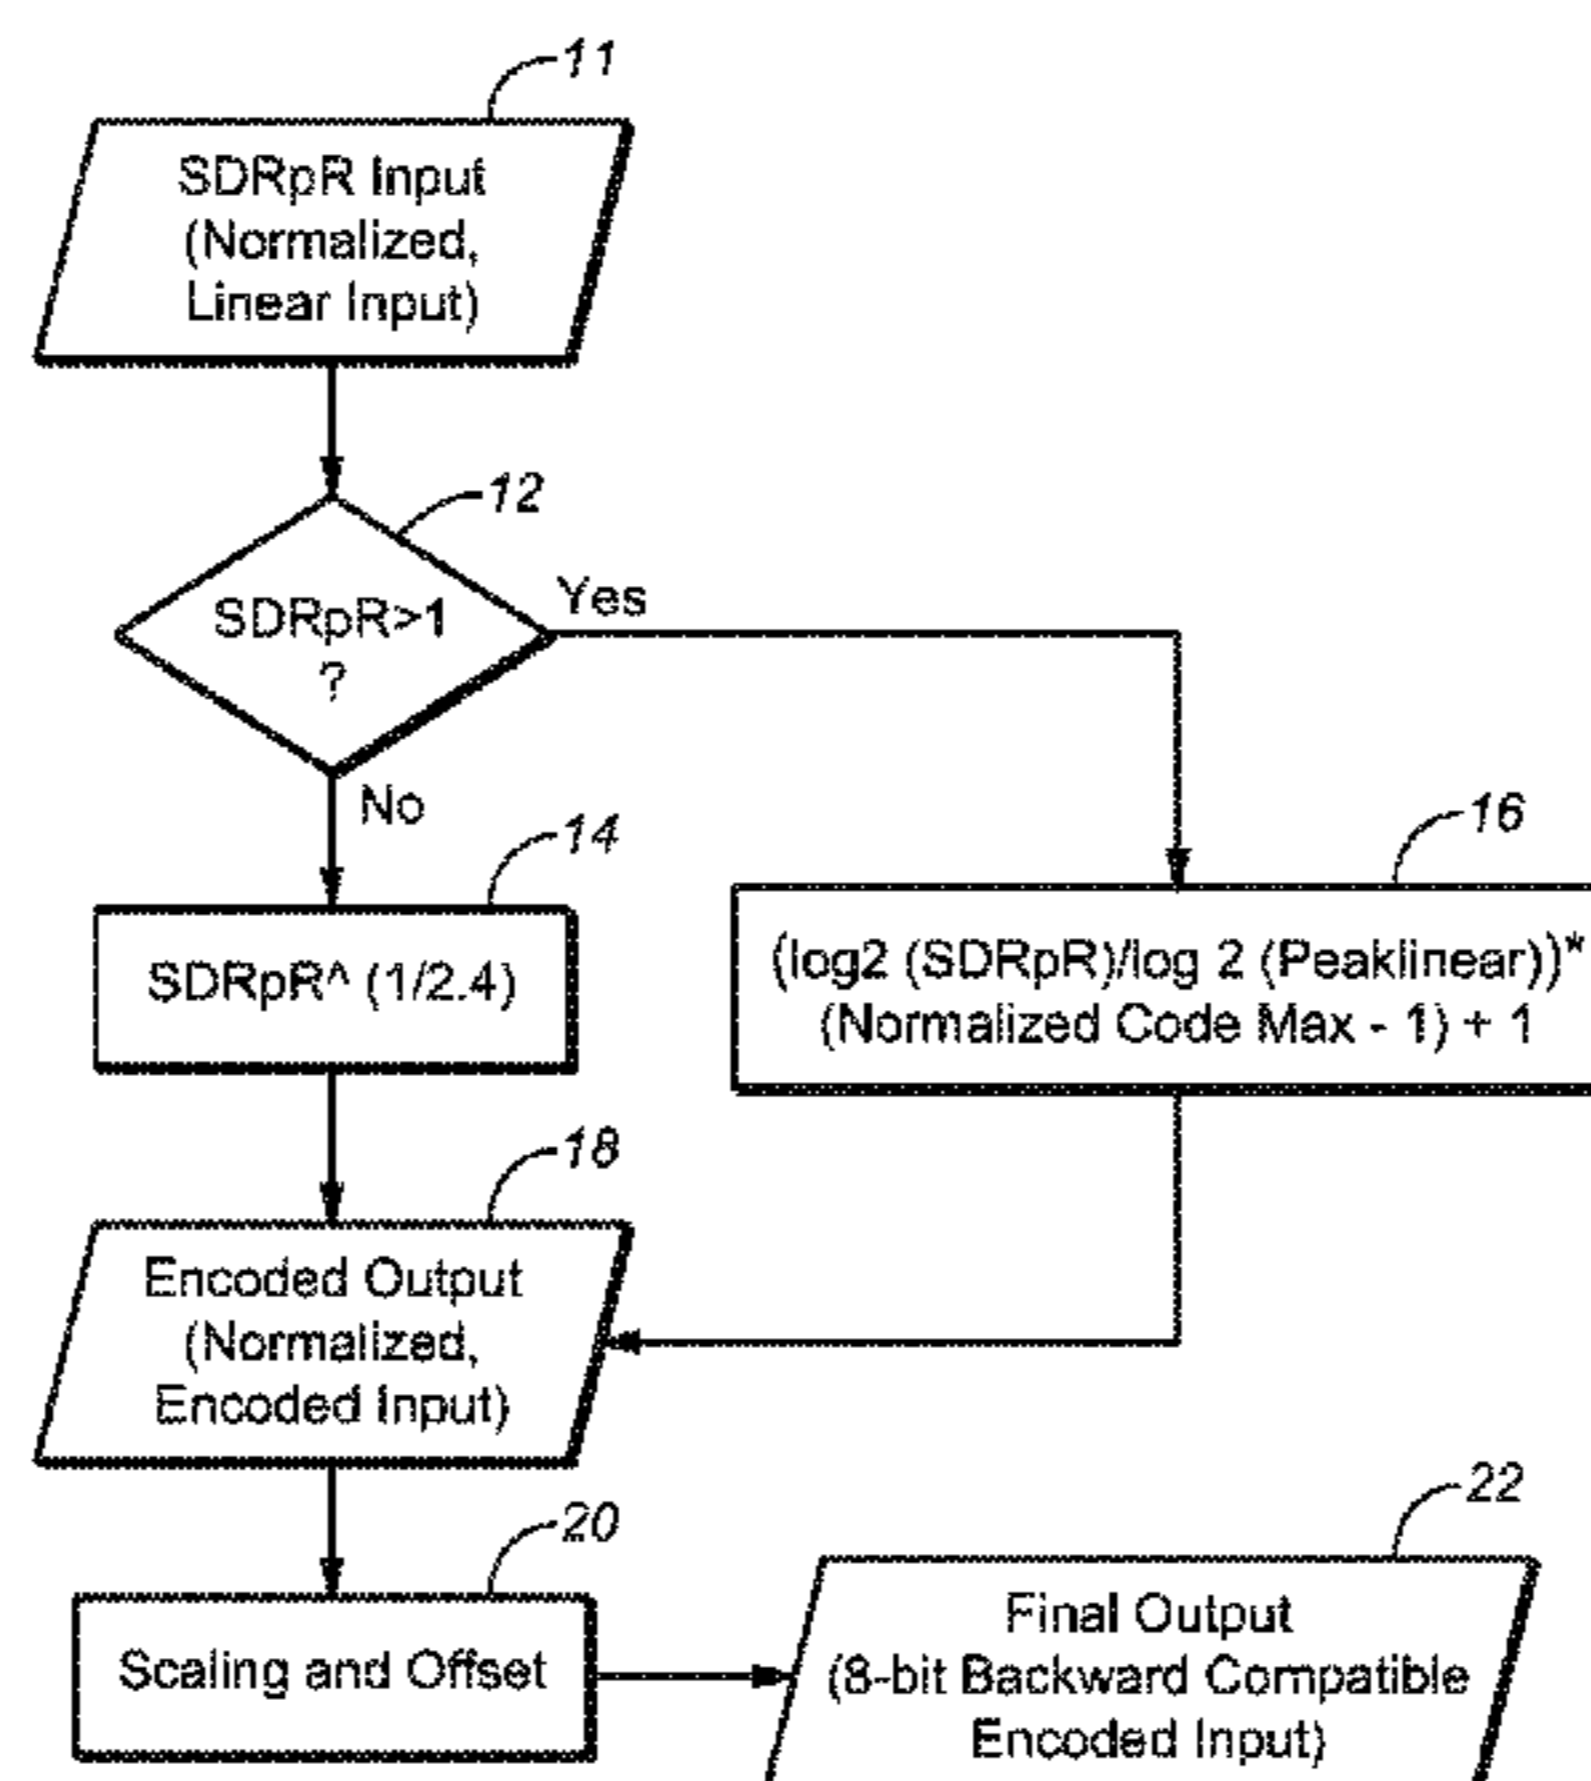 11
SDRpR Input
(Normalized,
Linear Input)
12
SDRpR>1
?
Yes
No
14
SDRpR^ (1/2.4)
16
(log2 (SDRpR)/log 2 (Peaklinear))*
(Normalized Code Max - 1) + 1
18
Encoded Output
(Normalized,
Encoded Input)
20
Scaling and Offset
22
Final Output
(8-bit Backward Compatible
Encoded Input)